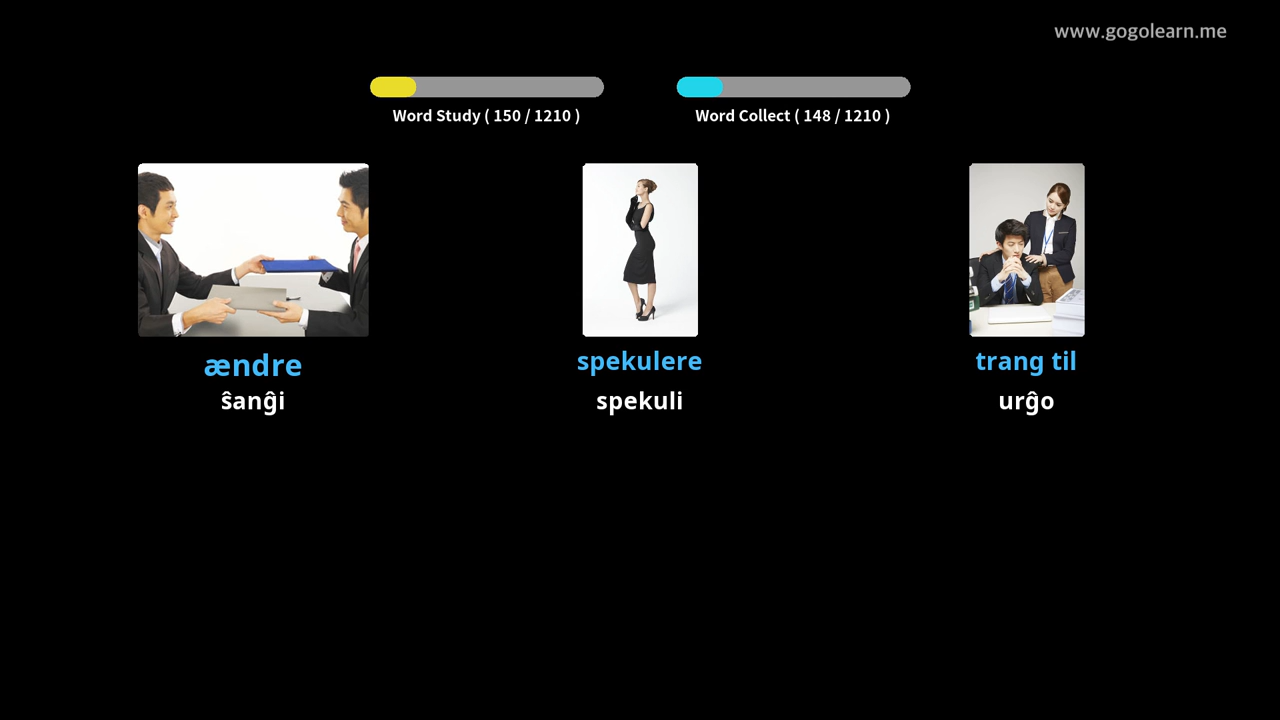 www.gogolearn.me
Word Study ( 150 / 1210 )
Word Collect ( 148 / 1210 )
ændre
ŝanĝi
spekulere
spekuli
trang til
urĝo